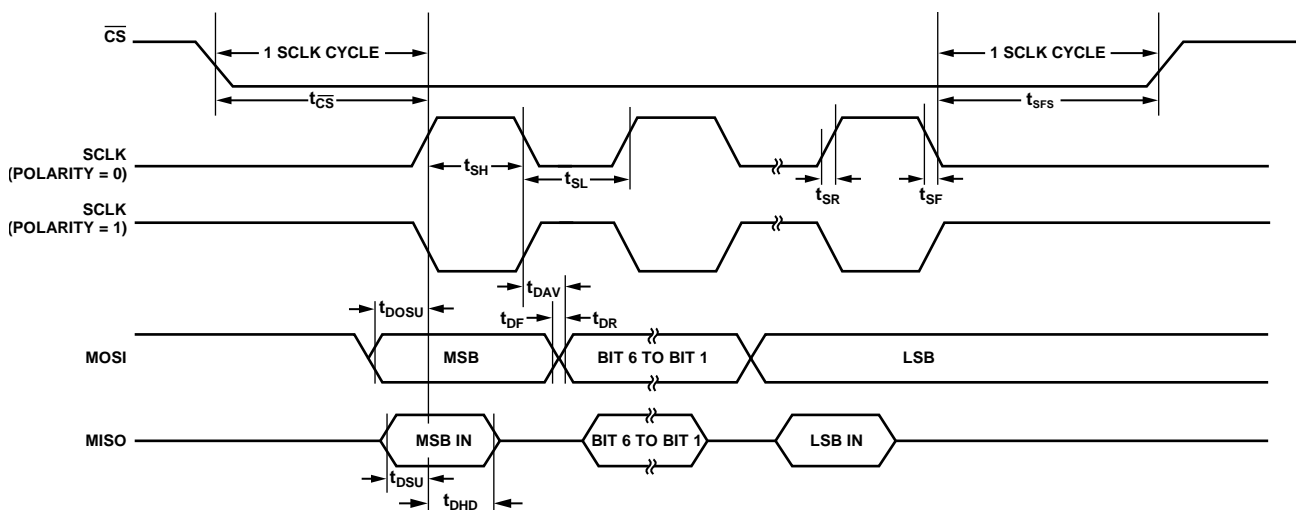 CS
1 SCLK CYCLE
1 SCLK CYCLE
tCS
tSFS
SCLK
(POLARITY = 0)
tSH
tSL
tSR
tSF
SCLK
(POLARITY = 1)
tDAV
tDOSU
tDF
tDR
MOSI
MSB
BIT 6 TO BIT 1
LSB
MISO
MSB IN
BIT 6 TO BIT 1
LSB IN
tDSU
tDHD